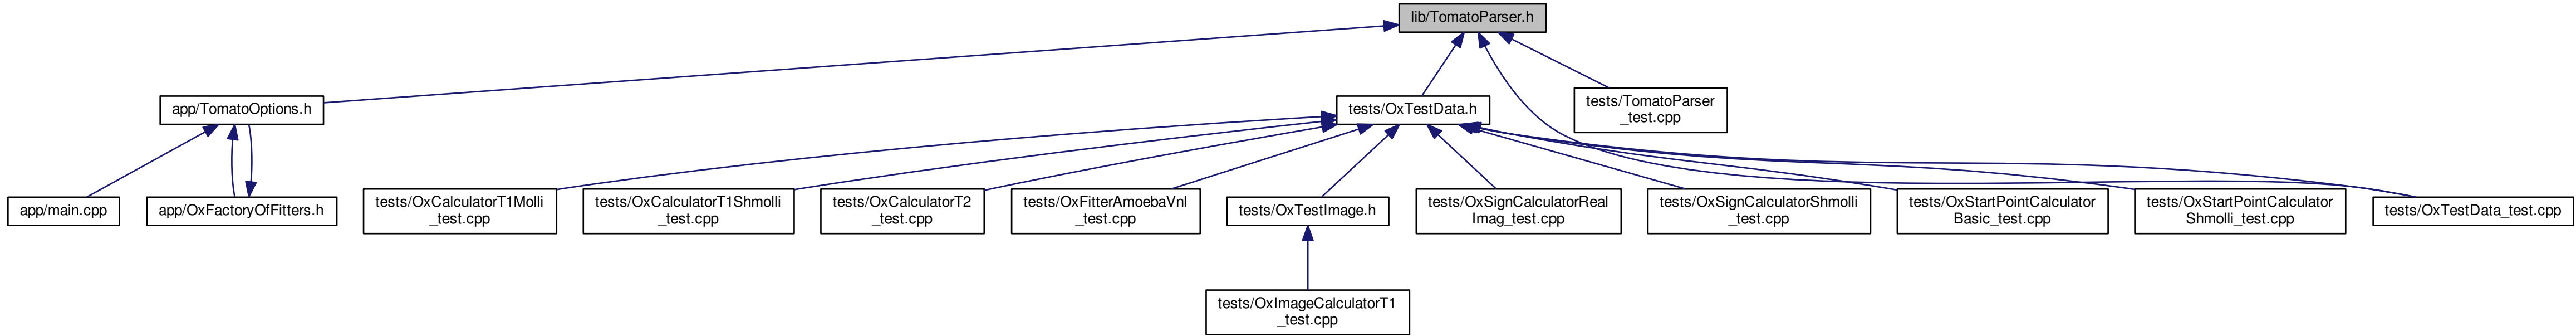 lib/TomatoParser.h
app/TomatoOptions.h
tests/OxTestData.h
tests/TomatoParser
_test.cpp
app/main.cpp
app/OxFactoryOfFitters.h
tests/OxCalculatorT1Molli
_test.cpp
tests/OxCalculatorT1Shmolli
_test.cpp
tests/OxCalculatorT2
_test.cpp
tests/OxFitterAmoebaVnl
_test.cpp
tests/OxTestImage.h
tests/OxSignCalculatorReal
Imag_test.cpp
tests/OxSignCalculatorShmolli
_test.cpp
tests/OxStartPointCalculator
Basic_test.cpp
tests/OxStartPointCalculator
Shmolli_test.cpp
tests/OxTestData_test.cpp
tests/OxImageCalculatorT1
_test.cpp